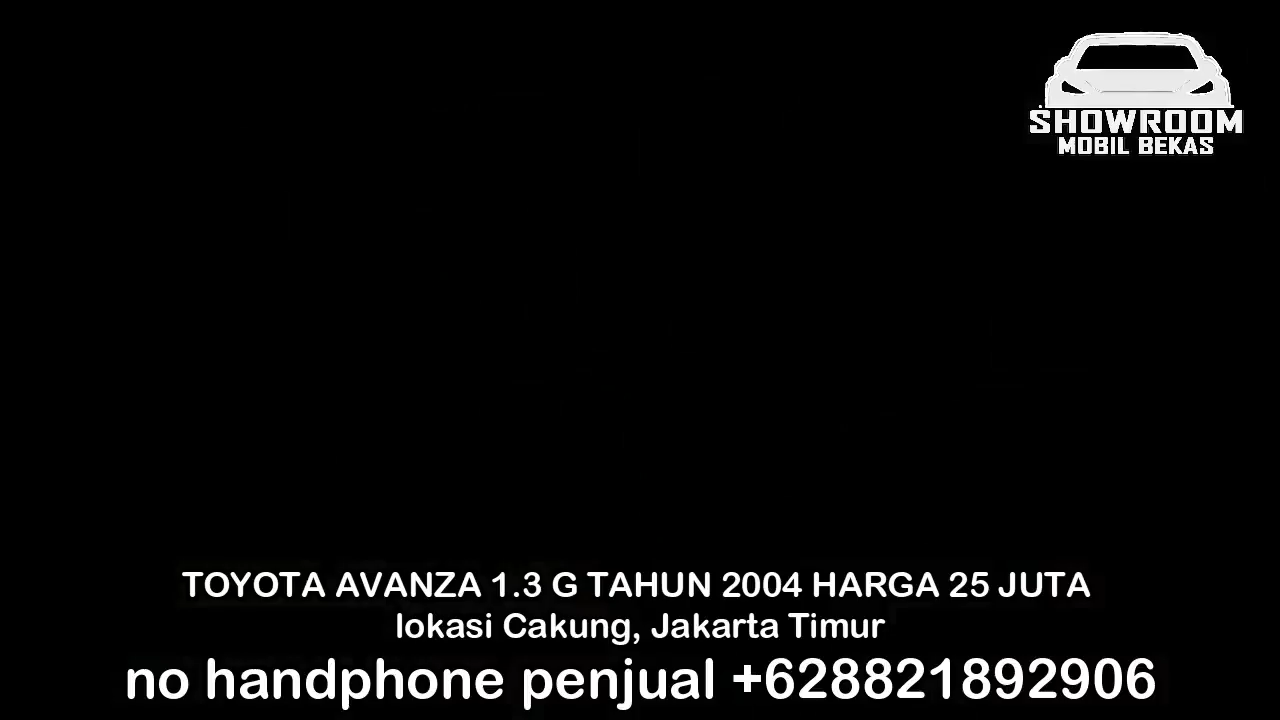 SHOWROOM
MOBIL BEKAS
TOYOTA AVANZA 1.3 G TAHUN 2004 HARGA 25 JUTA
lokasi Cakung, Jakarta Timur
no handphone penjual +628821892906